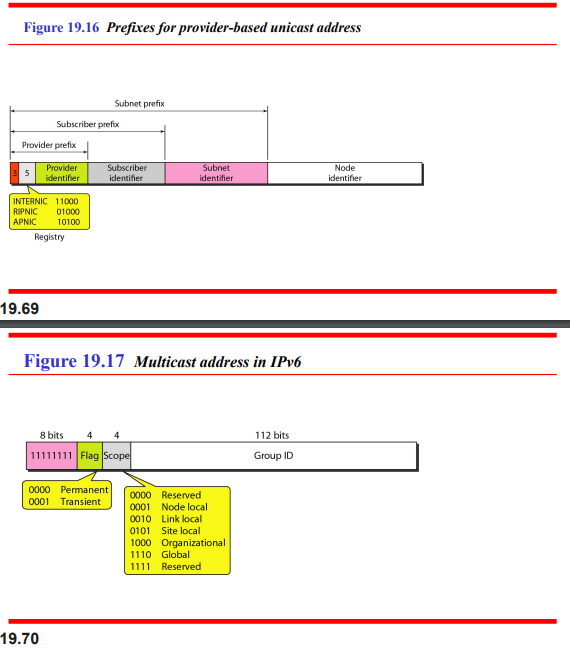 Figure 19.16 Prefixes for provider-based unicast address
Subnet prefix
Subscriber prefix
Provider prefix
3 5 Provider identifier Subscriber identifier Subnet identifier Node identifier
INTERNIC 11000
RIPNIC 01000
APNIC 10100
Registry
19.69
Figure 19.17 Multicast address in IPv6
8 bits 4 4 112 bits
11111111 Flag Scope Group ID
0000 Permanent
0001 Transient
0000 Reserved
0001 Node local
0010 Link local
0101 Site local
1000 Organizational
1110 Global
1111 Reserved
19.70